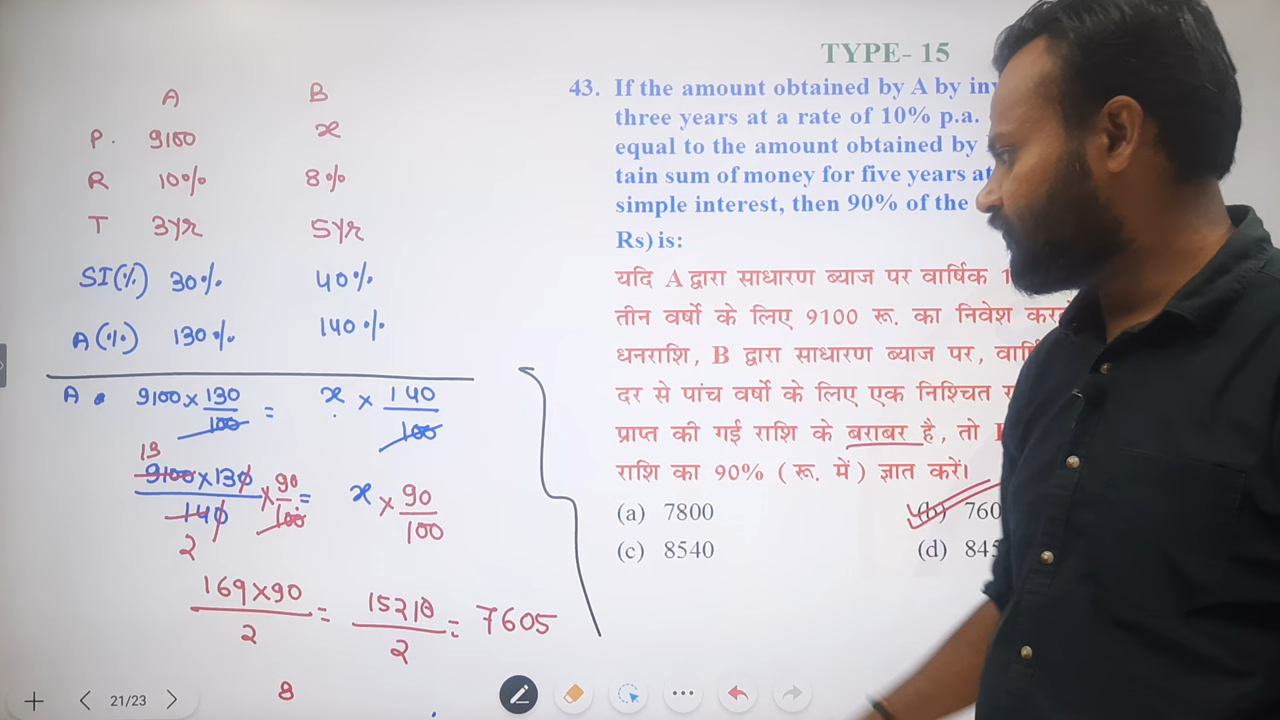 A B
P. 9100 x
R 10% 8%
T 3yr 5yr
SI(%) 30% 40%
A(%) 130% 140%
A 9100 × 130/100 = x × 140/100
13
9100 × 130/140 × 90/100 = x × 90/100
2
169×90/2 = 15210/2 = 7605
8
TYPE- 15
43. If the amount obtained by A by
three years at a rate of 10% p.a.
equal to the amount obtained by
tain sum of money for five years at
simple interest, then 90% of the
Rs) is:
यदि A द्वारा साधारण ब्याज पर वार्षिक
तीन वर्षो के लिए 9100 रू. का निवेश
धनराशि, B द्वारा साधारण ब्याज पर,
दर से पांच वर्षो के लिए एक निश्चित
प्राप्त की गई राशि के बराबर है, तो
राशि का 90% ( रू. में ) ज्ञात करें।
(a) 7800 (b) 760
(c) 8540 (d) 845
21/23